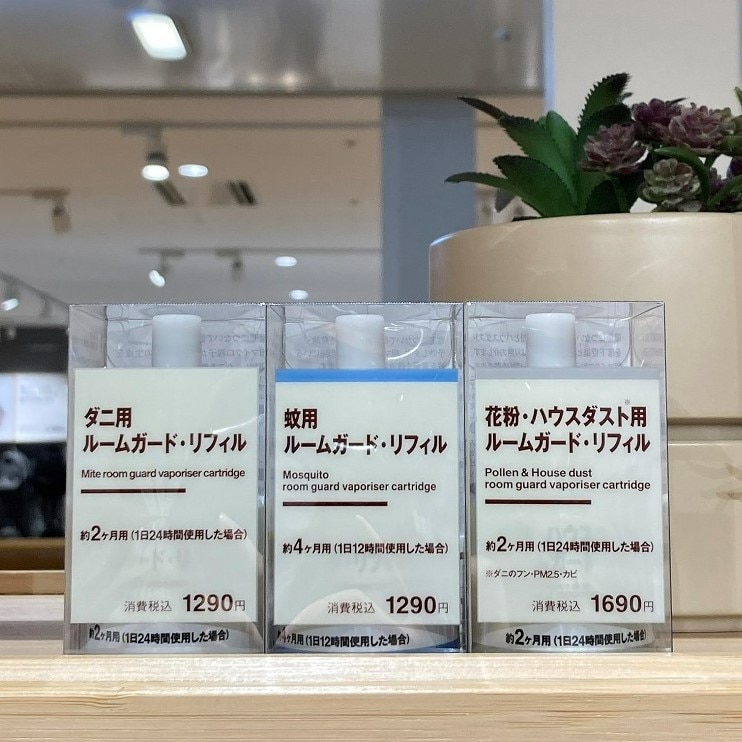 ダニ用
ルームガード・リフィル
Mite room guard vaporiser cartridge
約2ヶ月用(1日24時間使用した場合)
消費税込 1290円
約2ヶ月用(1日24時間使用した場合)
蚊用
ルームガード・リフィル
Mosquito
room guard vaporiser cartridge
約4ヶ月用(1日12時間使用した場合)
消費税込 1290円
ヶ月用(1日12時間使用した場合)
花粉・ハウスダスト※用
ルームガード・リフィル
Pollen & House dust
room guard vaporiser cartridge
約2ヶ月用(1日24時間使用した場合)
※ダニのフン・PM2.5・カビ
消費税込 1690円
約2ヶ月用(1日24時間使用した場合)